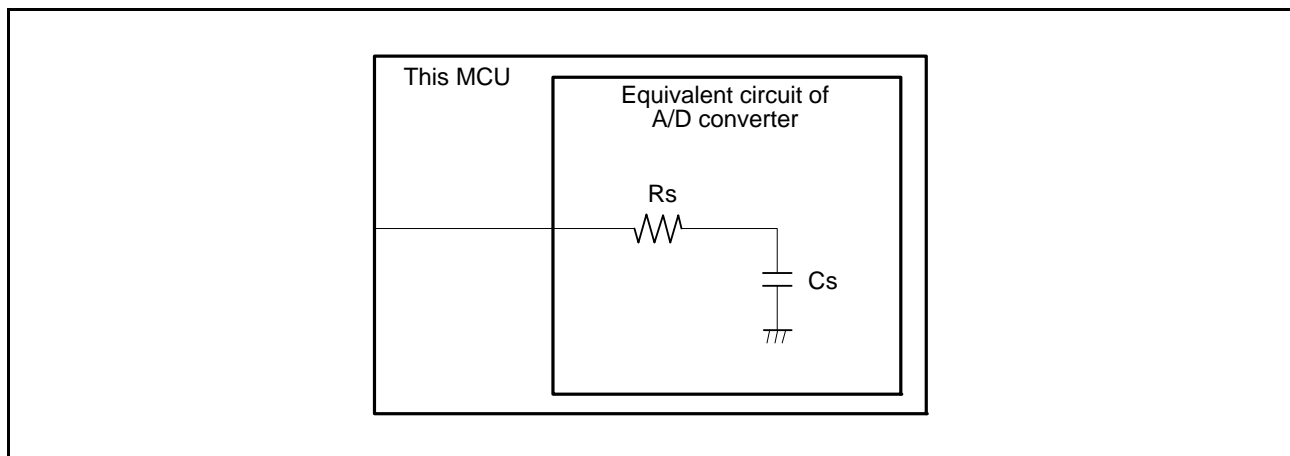 This MCU
Equivalent circuit of
A/D converter
Rs
Cs